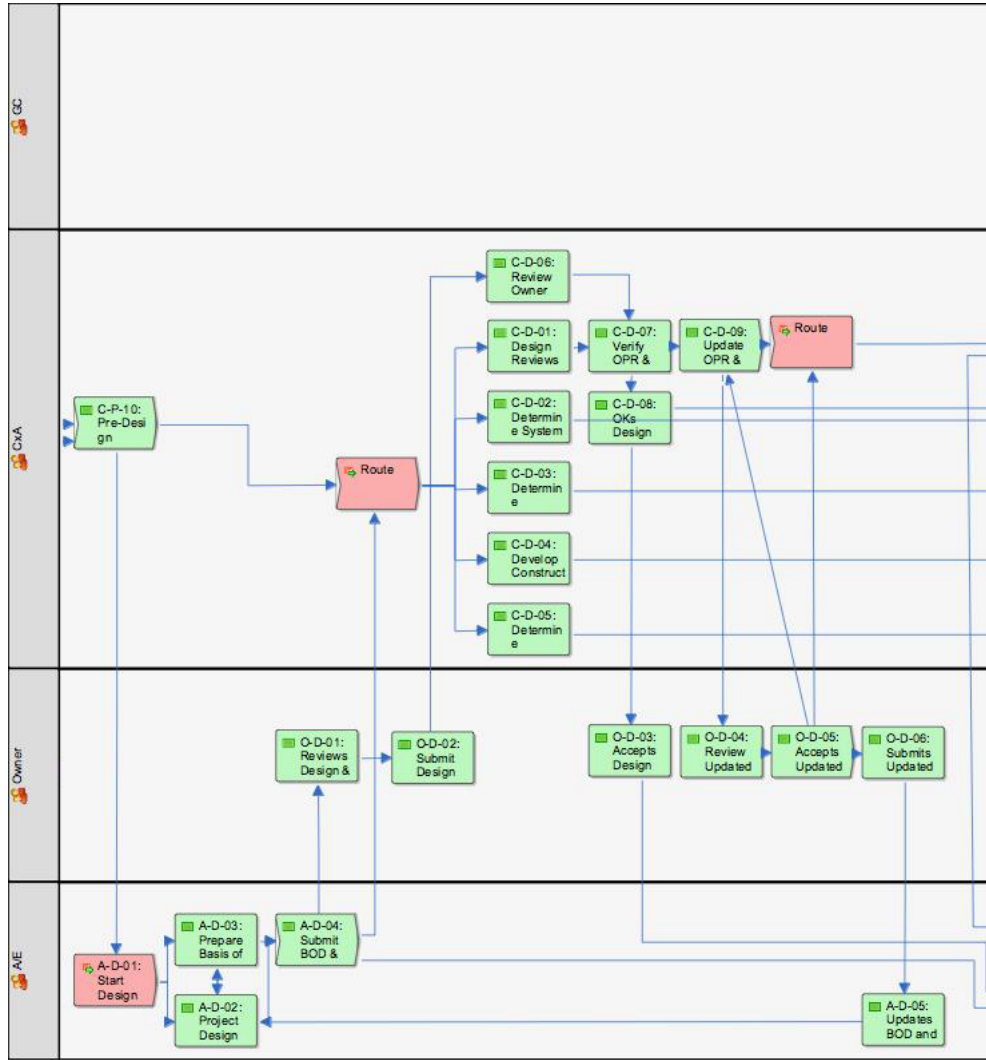 GC
CxA
C-D-06:
Review
Owner
C-D-01:
Design
Reviews
C-D-07:
Verify
OPR &
C-D-09:
Update
OPR &
Route
C-P-10:
Pre-Desi
gn
C-D-02:
Determin
e System
C-D-08:
OKs
Design
Route
C-D-03:
Determin
e
C-D-04:
Develop
Construct
C-D-05:
Determin
e
Owner
O-D-01:
Reviews
Design &
O-D-02:
Submit
Design
O-D-03:
Accepts
Design
O-D-04:
Review
Updated
O-D-05:
Accepts
Updated
O-D-06:
Submits
Updated
A/E
A-D-01:
Start
Design
A-D-03:
Prepare
Basis of
A-D-04:
Submit
BOD &
A-D-02:
Project
Design
A-D-05:
Updates
BOD and